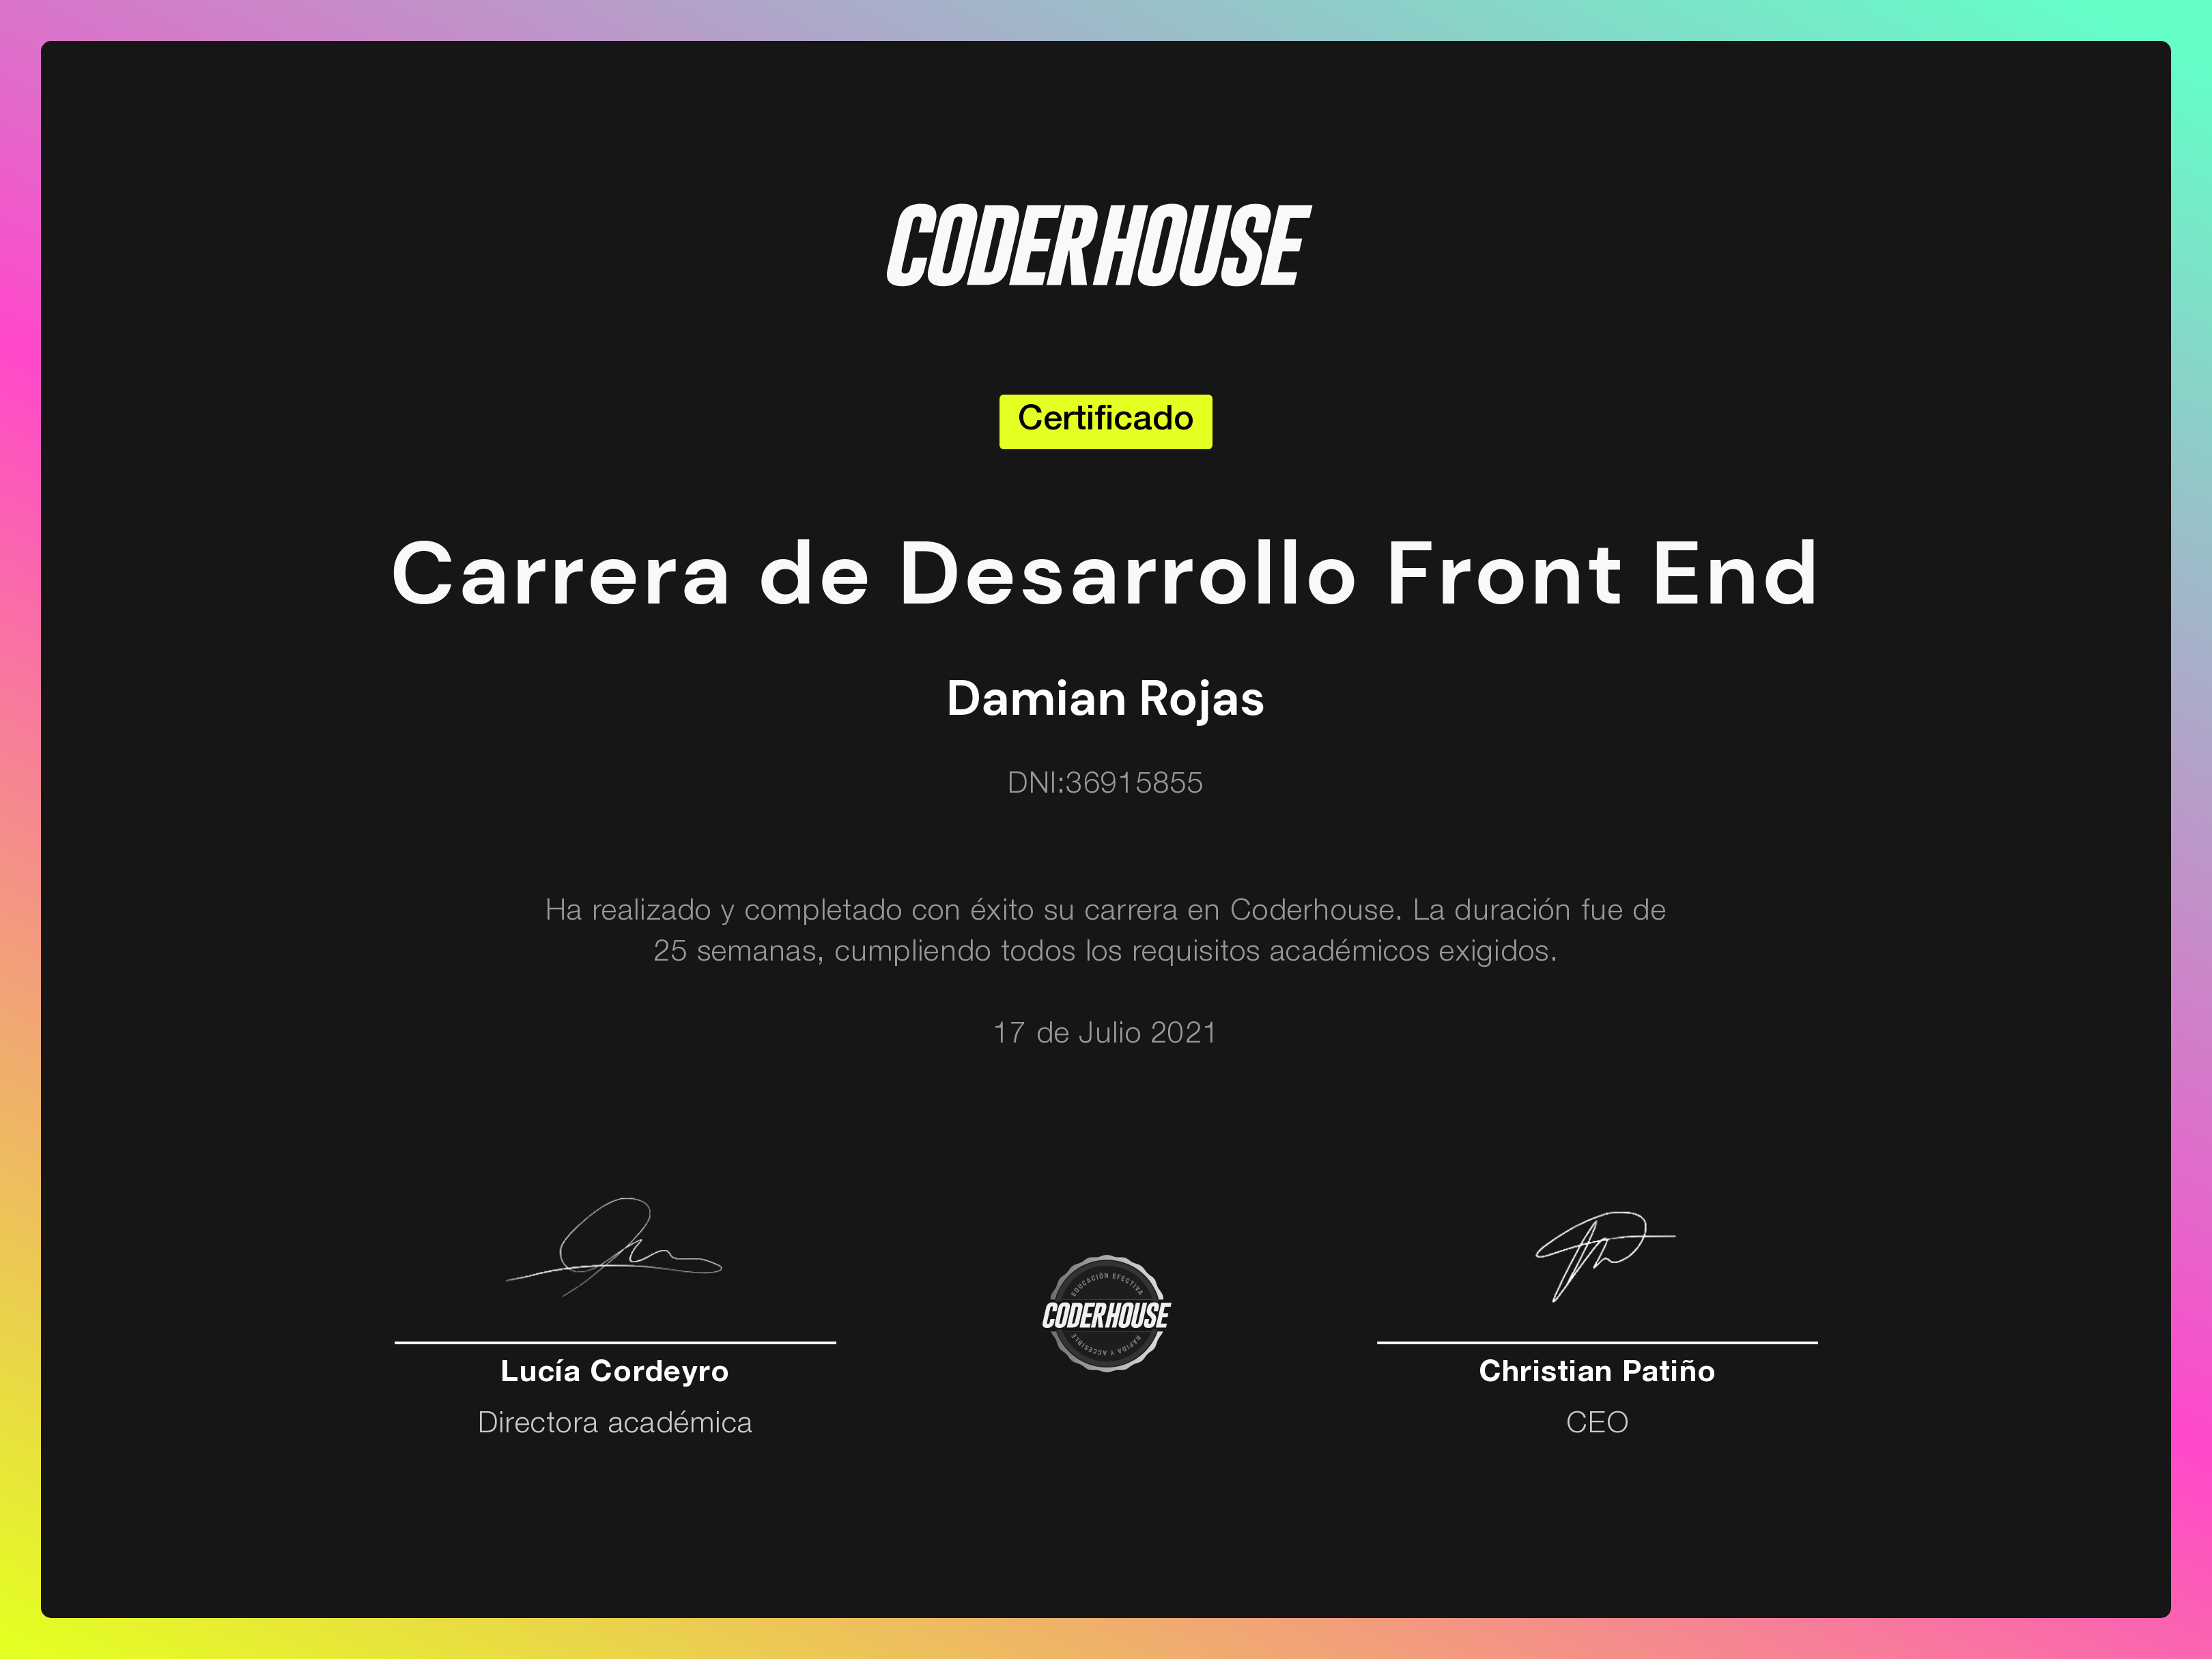 CODERHOUSE
Certificado
Carrera de Desarrollo Front End
Damian Rojas
DNI:36915855
Ha realizado y completado con éxito su carrera en Coderhouse. La duración fue de
25 semanas, cumpliendo todos los requisitos académicos exigidos.
17 de Julio 2021
EDUCACIÓN EFECTIVA
CODERHOUSE
RÁPIDA Y ACCESIBLE
Lucía Cordeyro
Directora académica
Christian Patiño
CEO